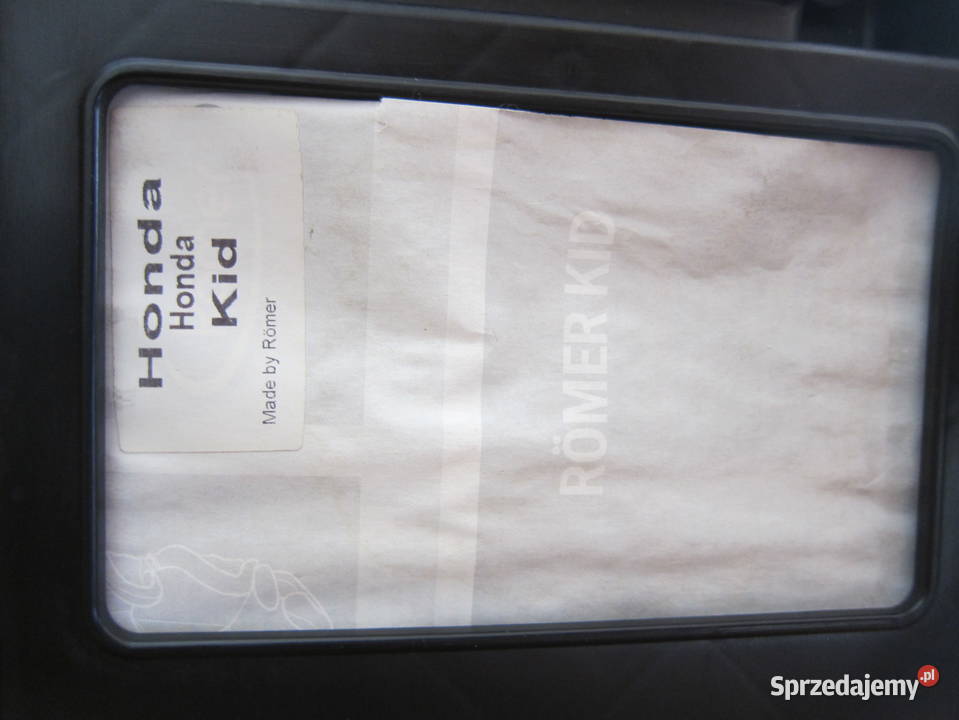 Honda
Honda
Kid
Made by Römer
RÖMER KID
Sprzedajemy.pl